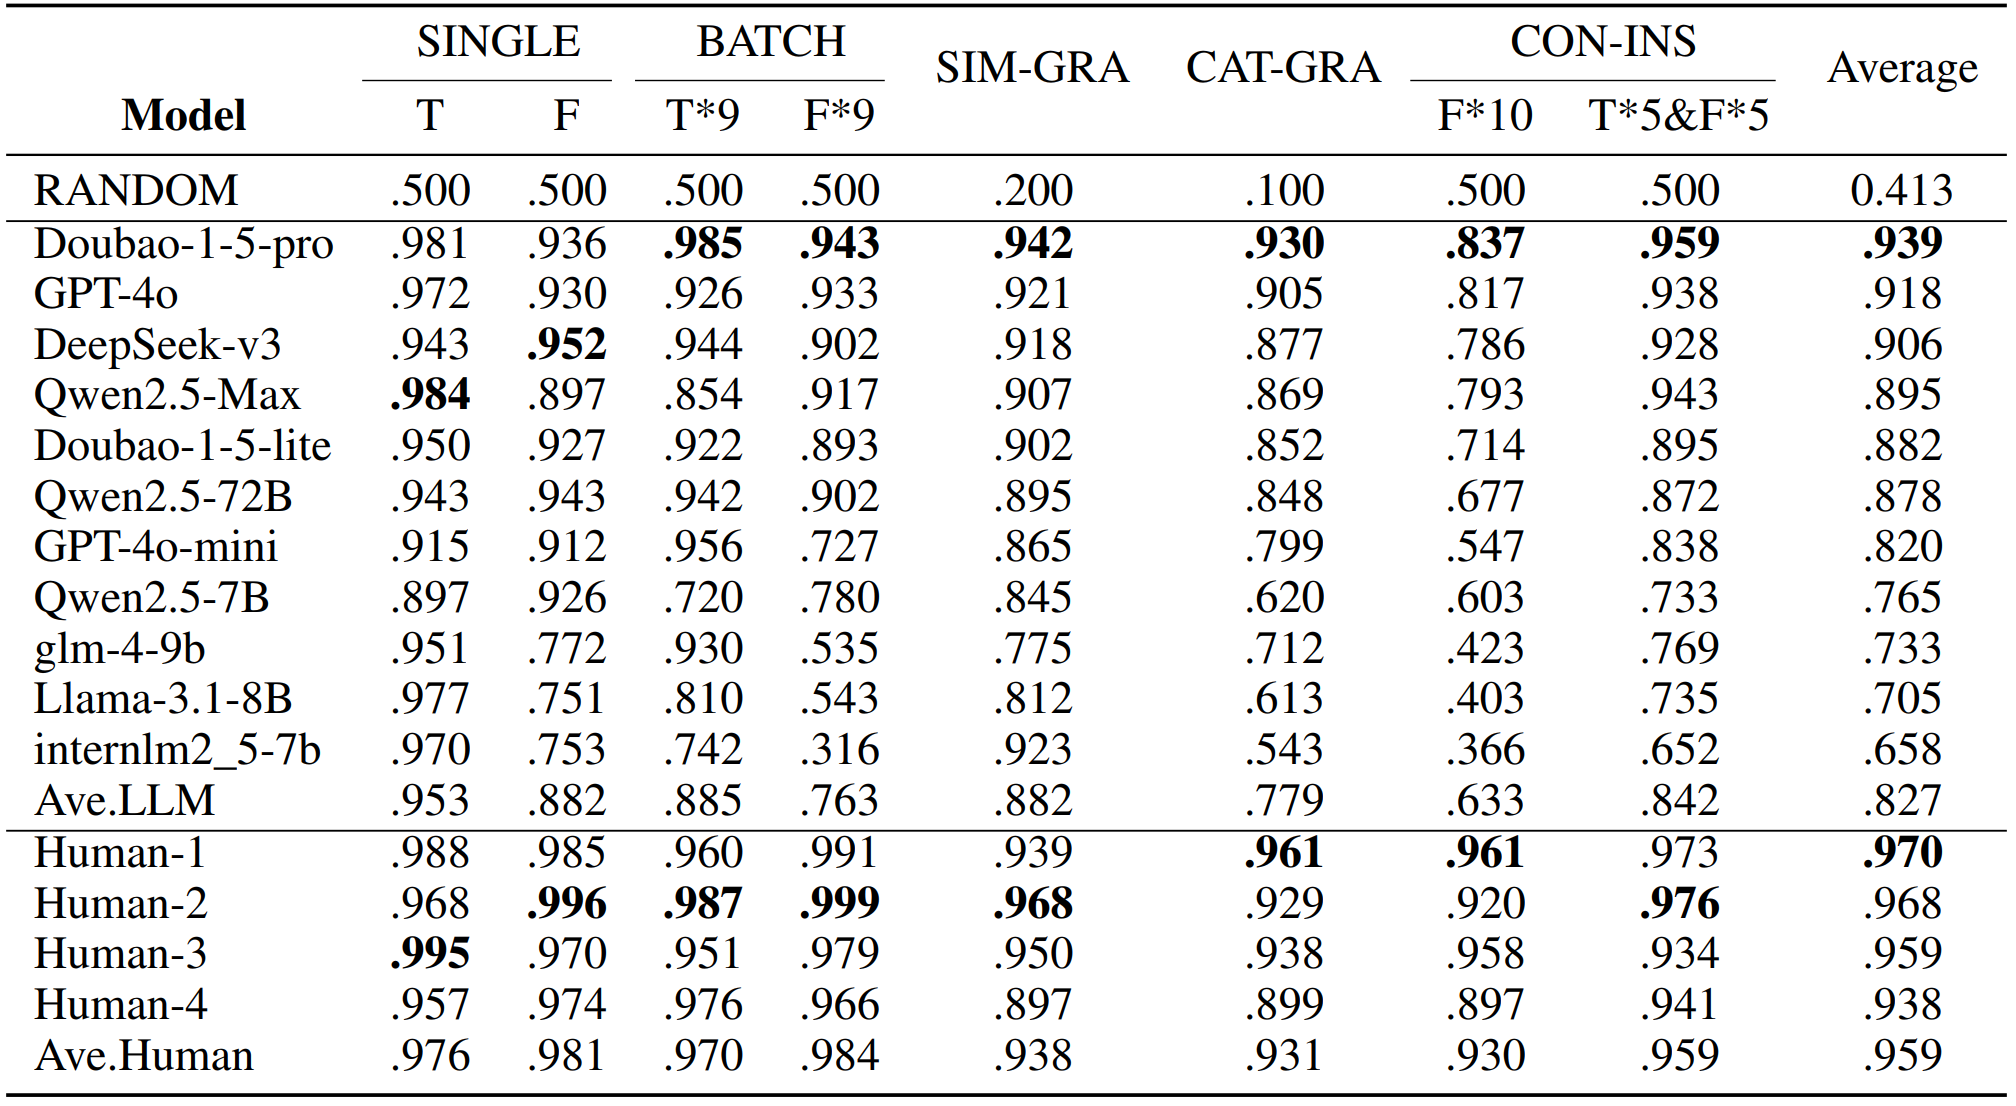 SINGLE BATCH SIM-GRA CAT-GRA CON-INS Average
Model T F T*9 F*9 F*10 T*5&F*5
RANDOM .500 .500 .500 .500 .200 .100 .500 .500 0.413
Doubao-1-5-pro .981 .936 .985 .943 .942 .930 .837 .959 .939
GPT-4o .972 .930 .926 .933 .921 .905 .817 .938 .918
DeepSeek-v3 .943 .952 .944 .902 .918 .877 .786 .928 .906
Qwen2.5-Max .984 .897 .854 .917 .907 .869 .793 .943 .895
Doubao-1-5-lite .950 .927 .922 .893 .902 .852 .714 .895 .882
Qwen2.5-72B .943 .943 .942 .902 .895 .848 .677 .872 .878
GPT-4o-mini .915 .912 .956 .727 .865 .799 .547 .838 .820
Qwen2.5-7B .897 .926 .720 .780 .845 .620 .603 .733 .765
glm-4-9b .951 .772 .930 .535 .775 .712 .423 .769 .733
Llama-3.1-8B .977 .751 .810 .543 .812 .613 .403 .735 .705
internlm2_5-7b .970 .753 .742 .316 .923 .543 .366 .652 .658
Ave.LLM .953 .882 .885 .763 .882 .779 .633 .842 .827
Human-1 .988 .985 .960 .991 .939 .961 .961 .973 .970
Human-2 .968 .996 .987 .999 .968 .929 .920 .976 .968
Human-3 .995 .970 .951 .979 .950 .938 .958 .934 .959
Human-4 .957 .974 .976 .966 .897 .899 .897 .941 .938
Ave.Human .976 .981 .970 .984 .938 .931 .930 .959 .959